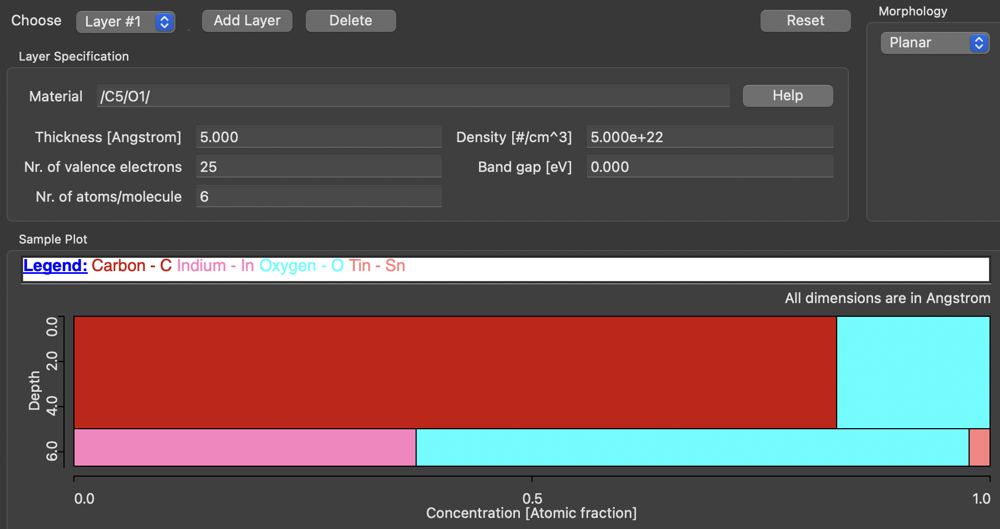 Choose Layer #1 Add Layer Delete Reset
Morphology
Planar
Layer Specification
Material /C5/O1/ Help
Thickness [Angstrom] 5.000 Density [#/cm^3] 5.000e+22
Nr. of valence electrons 25 Band gap [eV] 0.000
Nr. of atoms/molecule 6
Sample Plot
Legend: Carbon - C Indium - In Oxygen - O Tin - Sn
All dimensions are in Angstrom
Depth
0.0
2.0
4.0
6.0
0.0 0.5 1.0
Concentration [Atomic fraction]